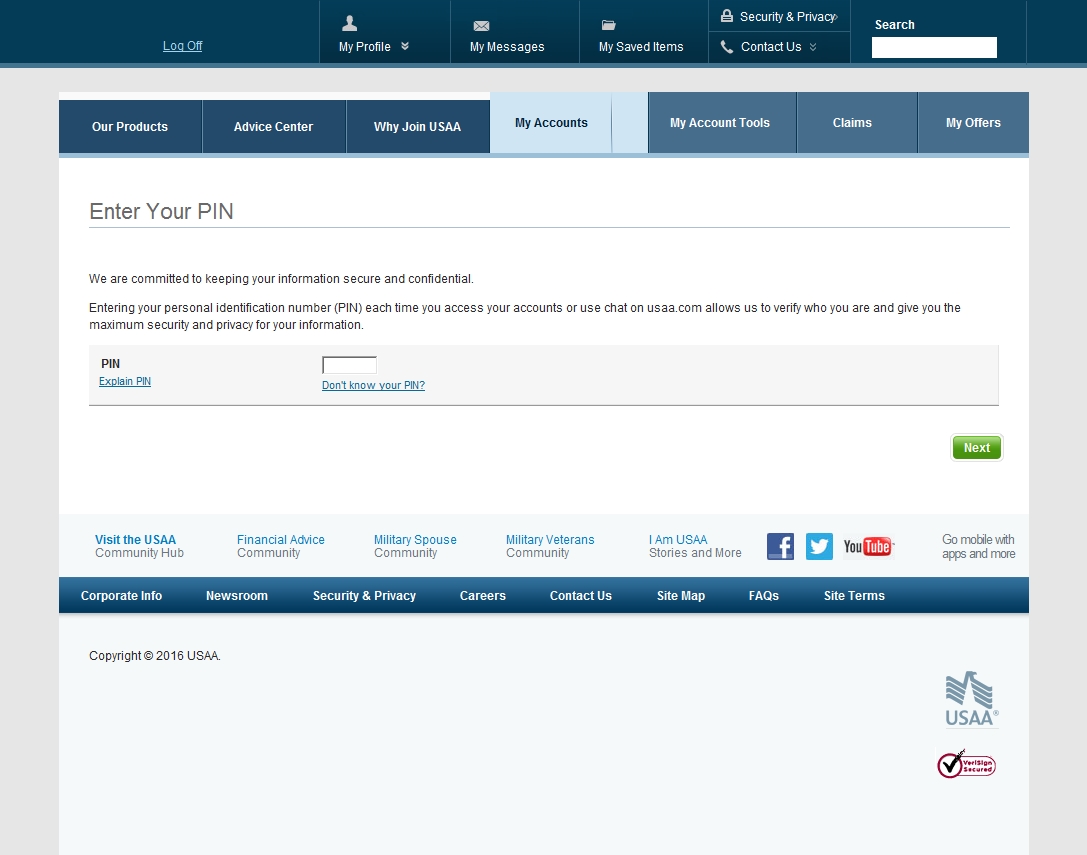 Log Off
My Profile
My Messages
My Saved Items
Security & Privacy
Contact Us
Search
Our Products
Advice Center
Why Join USAA
My Accounts
My Account Tools
Claims
My Offers
Enter Your PIN
We are committed to keeping your information secure and confidential.
Entering your personal identification number (PIN) each time you access your accounts or use chat on usaa.com allows us to verify who you are and give you the
maximum security and privacy for your information.
PIN
Explain PIN
Don't know your PIN?
Next
Visit the USAA
Community Hub
Financial Advice
Community
Military Spouse
Community
Military Veterans
Community
I Am USAA
Stories and More
f
You Tube
Go mobile with
apps and more
Corporate Info
Newsroom
Security & Privacy
Careers
Contact Us
Site Map
FAQs
Site Terms
Copyright © 2016 USAA.
USAA®
VeriSign
Secured